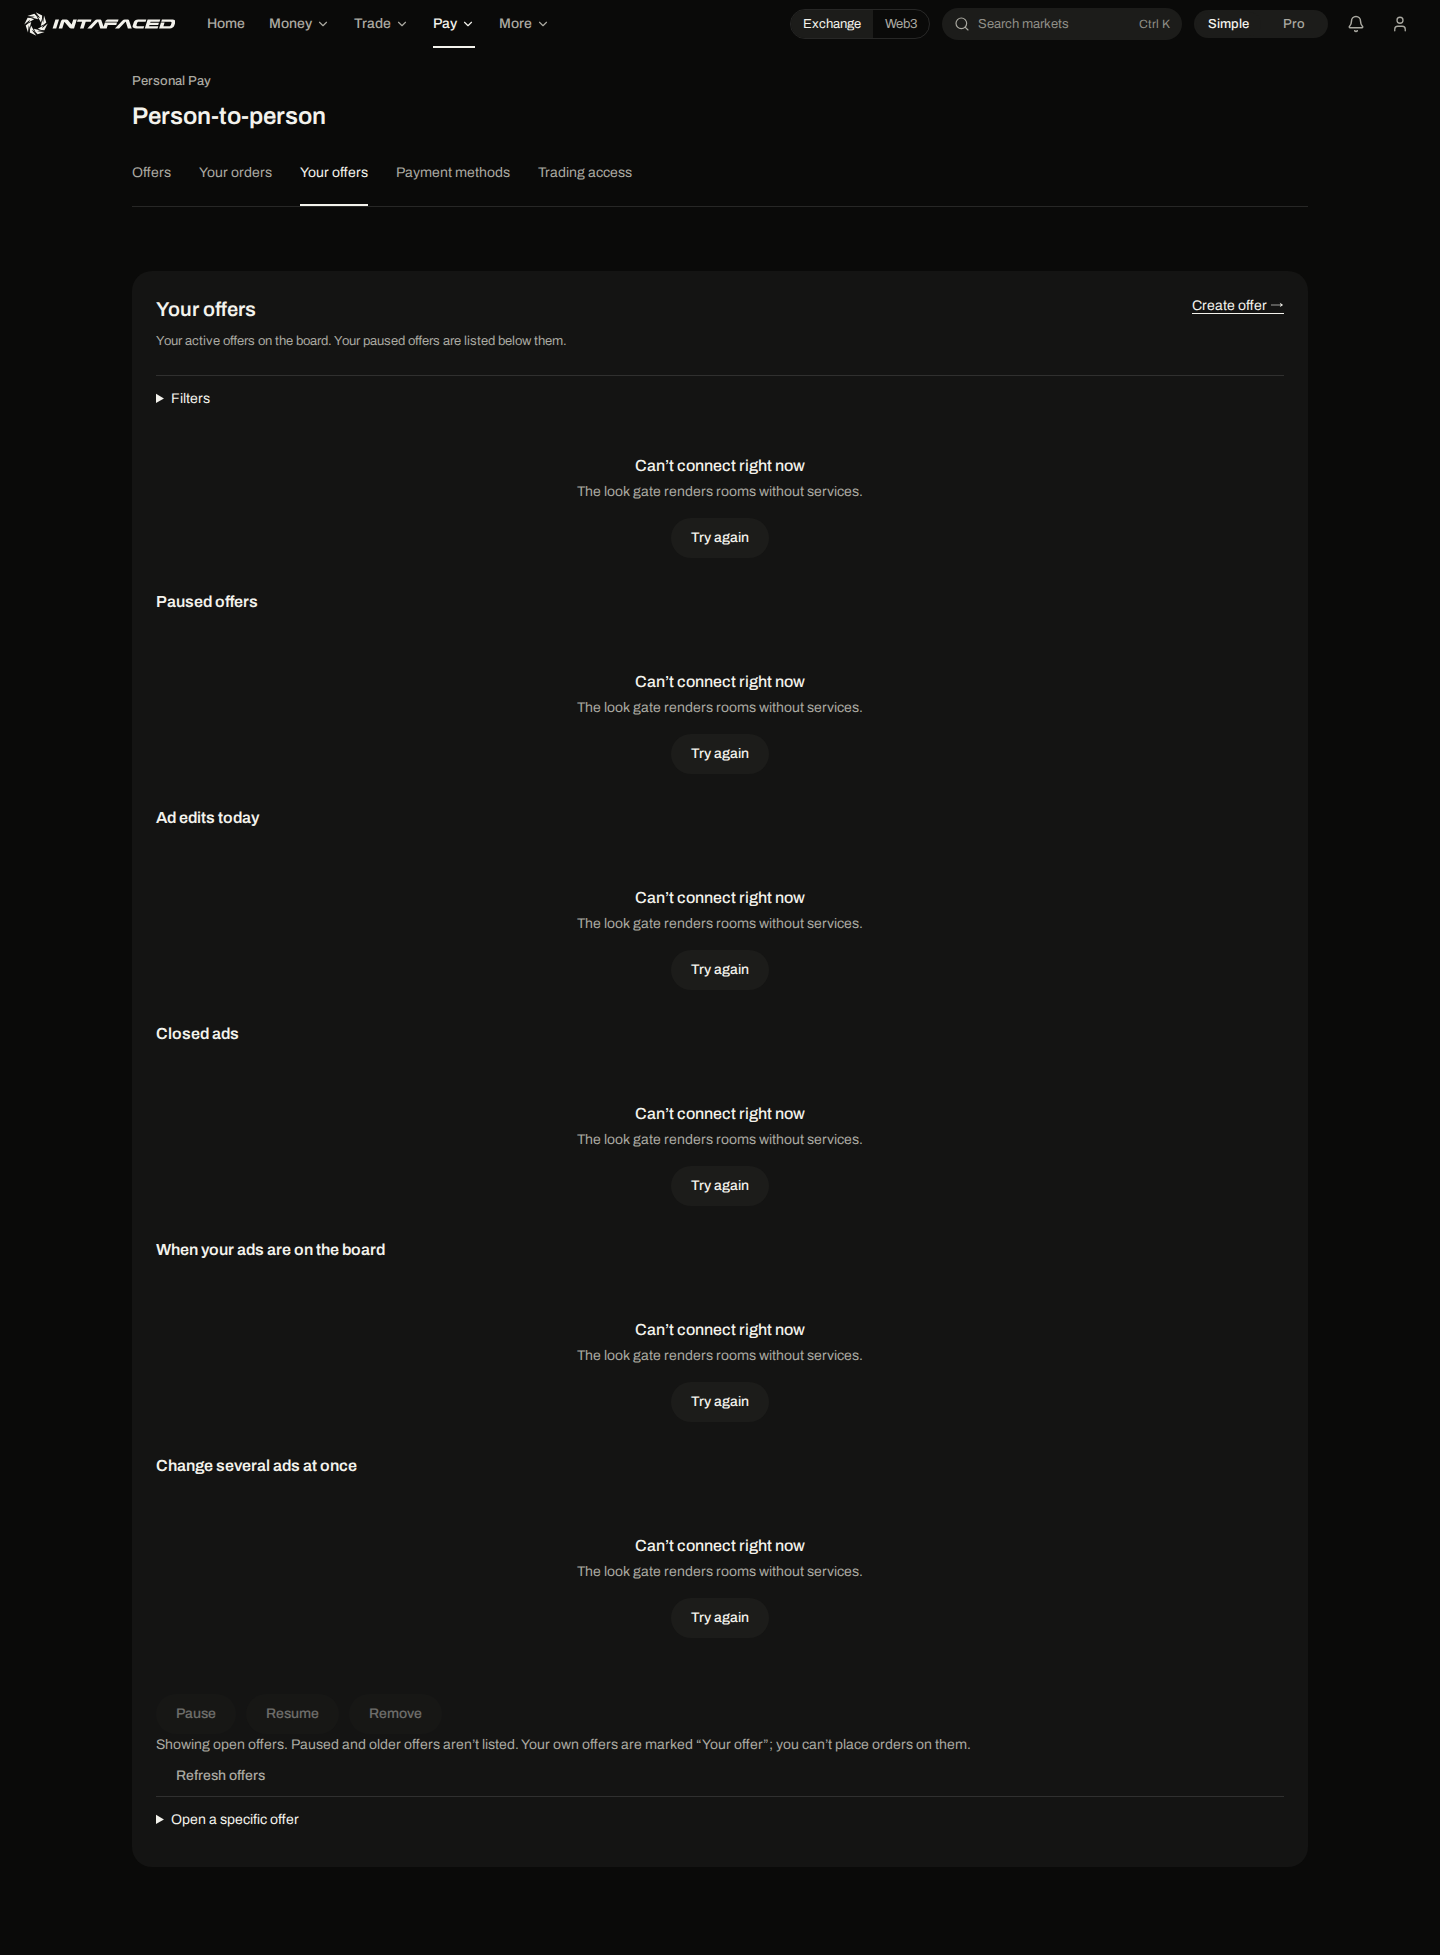 INTAFACED
Home
Money
Trade
Pay
More
Exchange
Web3
Search markets
Ctrl K
Simple
Pro
Personal Pay
Person-to-person
Offers
Your orders
Your offers
Payment methods
Trading access
Your offers
Create offer →
Your active offers on the board. Your paused offers are listed below them.
Filters
Can’t connect right now
The look gate renders rooms without services.
Try again
Paused offers
Can’t connect right now
The look gate renders rooms without services.
Try again
Ad edits today
Can’t connect right now
The look gate renders rooms without services.
Try again
Closed ads
Can’t connect right now
The look gate renders rooms without services.
Try again
When your ads are on the board
Can’t connect right now
The look gate renders rooms without services.
Try again
Change several ads at once
Can’t connect right now
The look gate renders rooms without services.
Try again
Pause
Resume
Remove
Showing open offers. Paused and older offers aren’t listed. Your own offers are marked “Your offer”; you can’t place orders on them.
Refresh offers
Open a specific offer